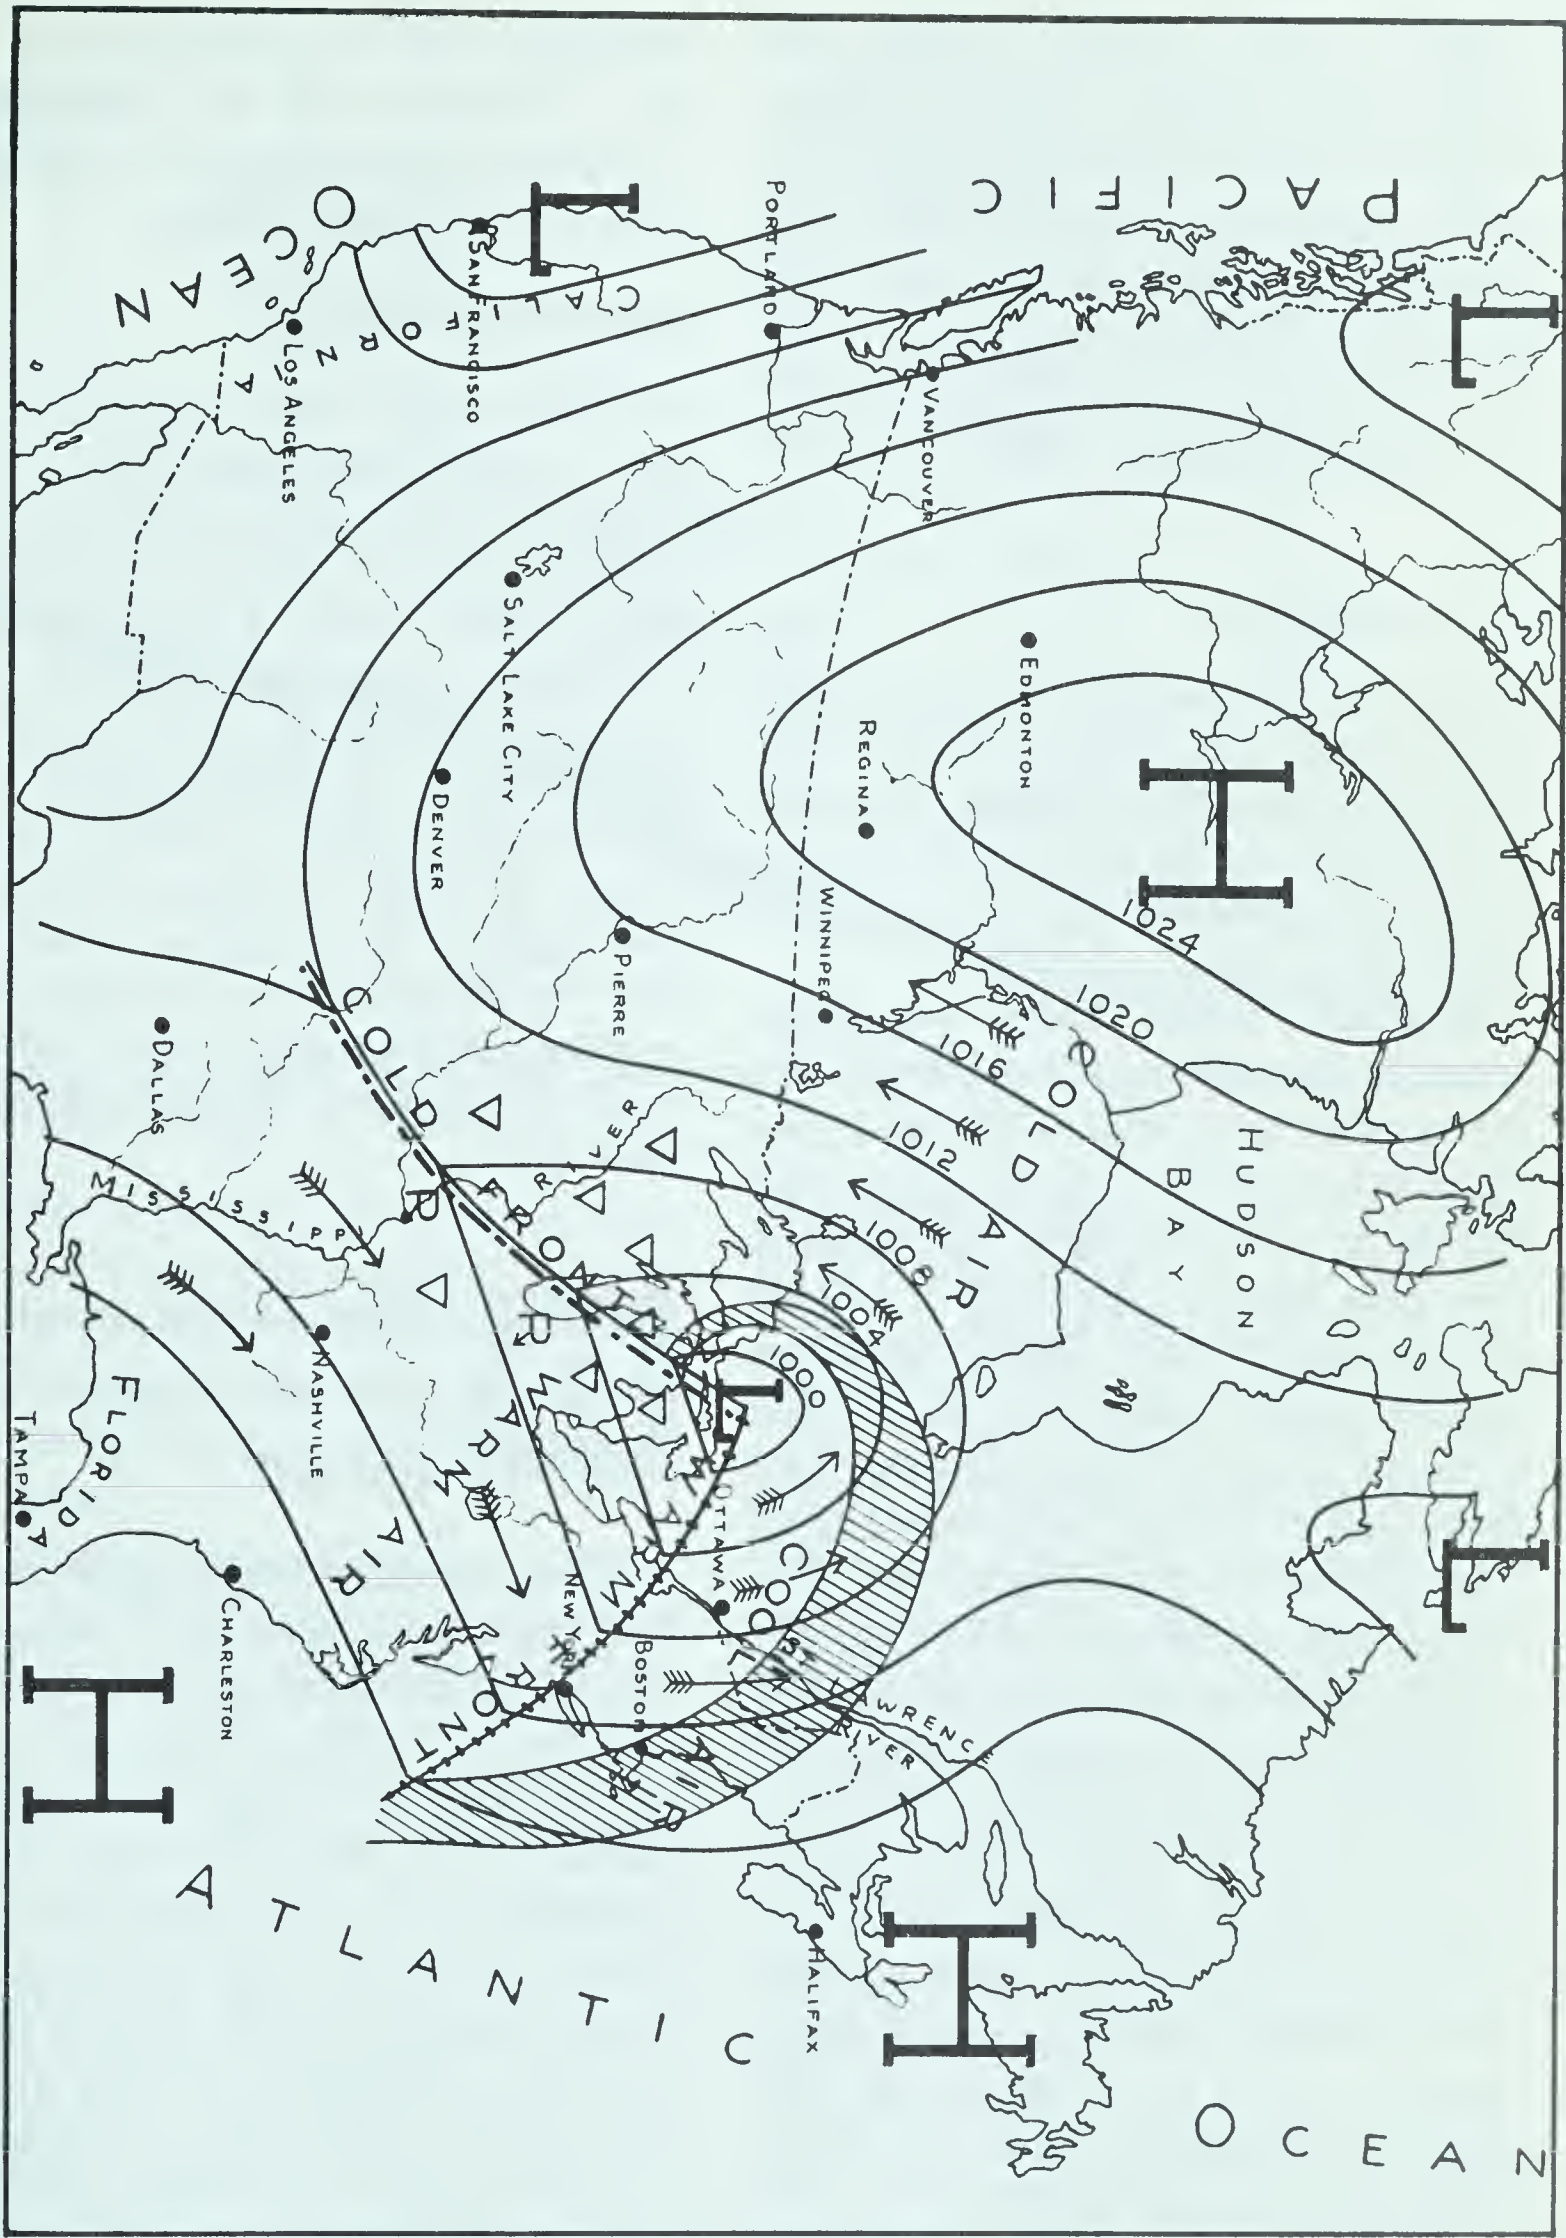 PACIFIC
OCEAN
L
L
PORTLAND
SAN FRANCISCO
CALIFORNIA
LOS ANGELES
VANCOUVER
SALT LAKE CITY
EDMONTON
REGINA
H
DENVER
WINNIPEG
PIERRE
DALLAS
1024
1020
1016
1012
1008
1004
1000
COLD AIR
HUDSON
BAY
COLD FRONT
MISSISSIPPI
RIVER
L
WARM AIR
WARM FRONT
NASHVILLE
FLORIDA
TAMPA
CHARLESTON
OTTAWA
COOL AIR
NEW YORK
BOSTON
ST LAWRENCE
RIVER
L
H
H
HALIFAX
ATLANTIC
OCEAN